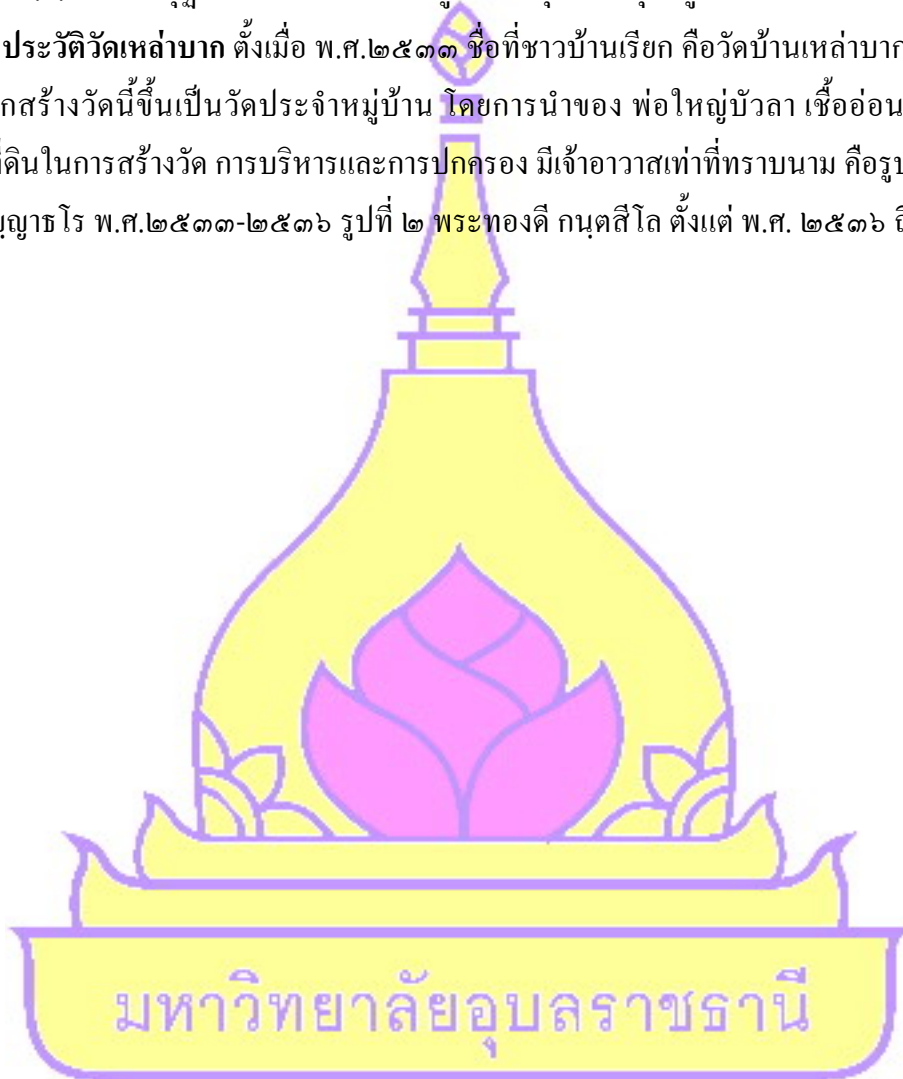 ประวัติวัดเหล่าบาก ตั้งเมื่อ พ.ศ.๒๕๓๓ ชื่อที่ชาวบ้านเรียก คือวัดบ้านเหล่าบาก
กสร้างวัดนี้ขึ้นเป็นวัดประจำหมู่บ้าน โดยการนำของ พ่อใหญ่บัวลา เชื้ออ่อน
ที่ดินในการสร้างวัด การบริหารและการปกครอง มีเจ้าอาวาสเท่าที่ทราบนาม คือรูป
ญญาธโร พ.ศ.๒๕๓๓-๒๕๓๖ รูปที่ ๒ พระทองดี กนฺตสีโล ตั้งแต่ พ.ศ. ๒๕๓๖
มหาวิทยาลัยอุบลราชธานี